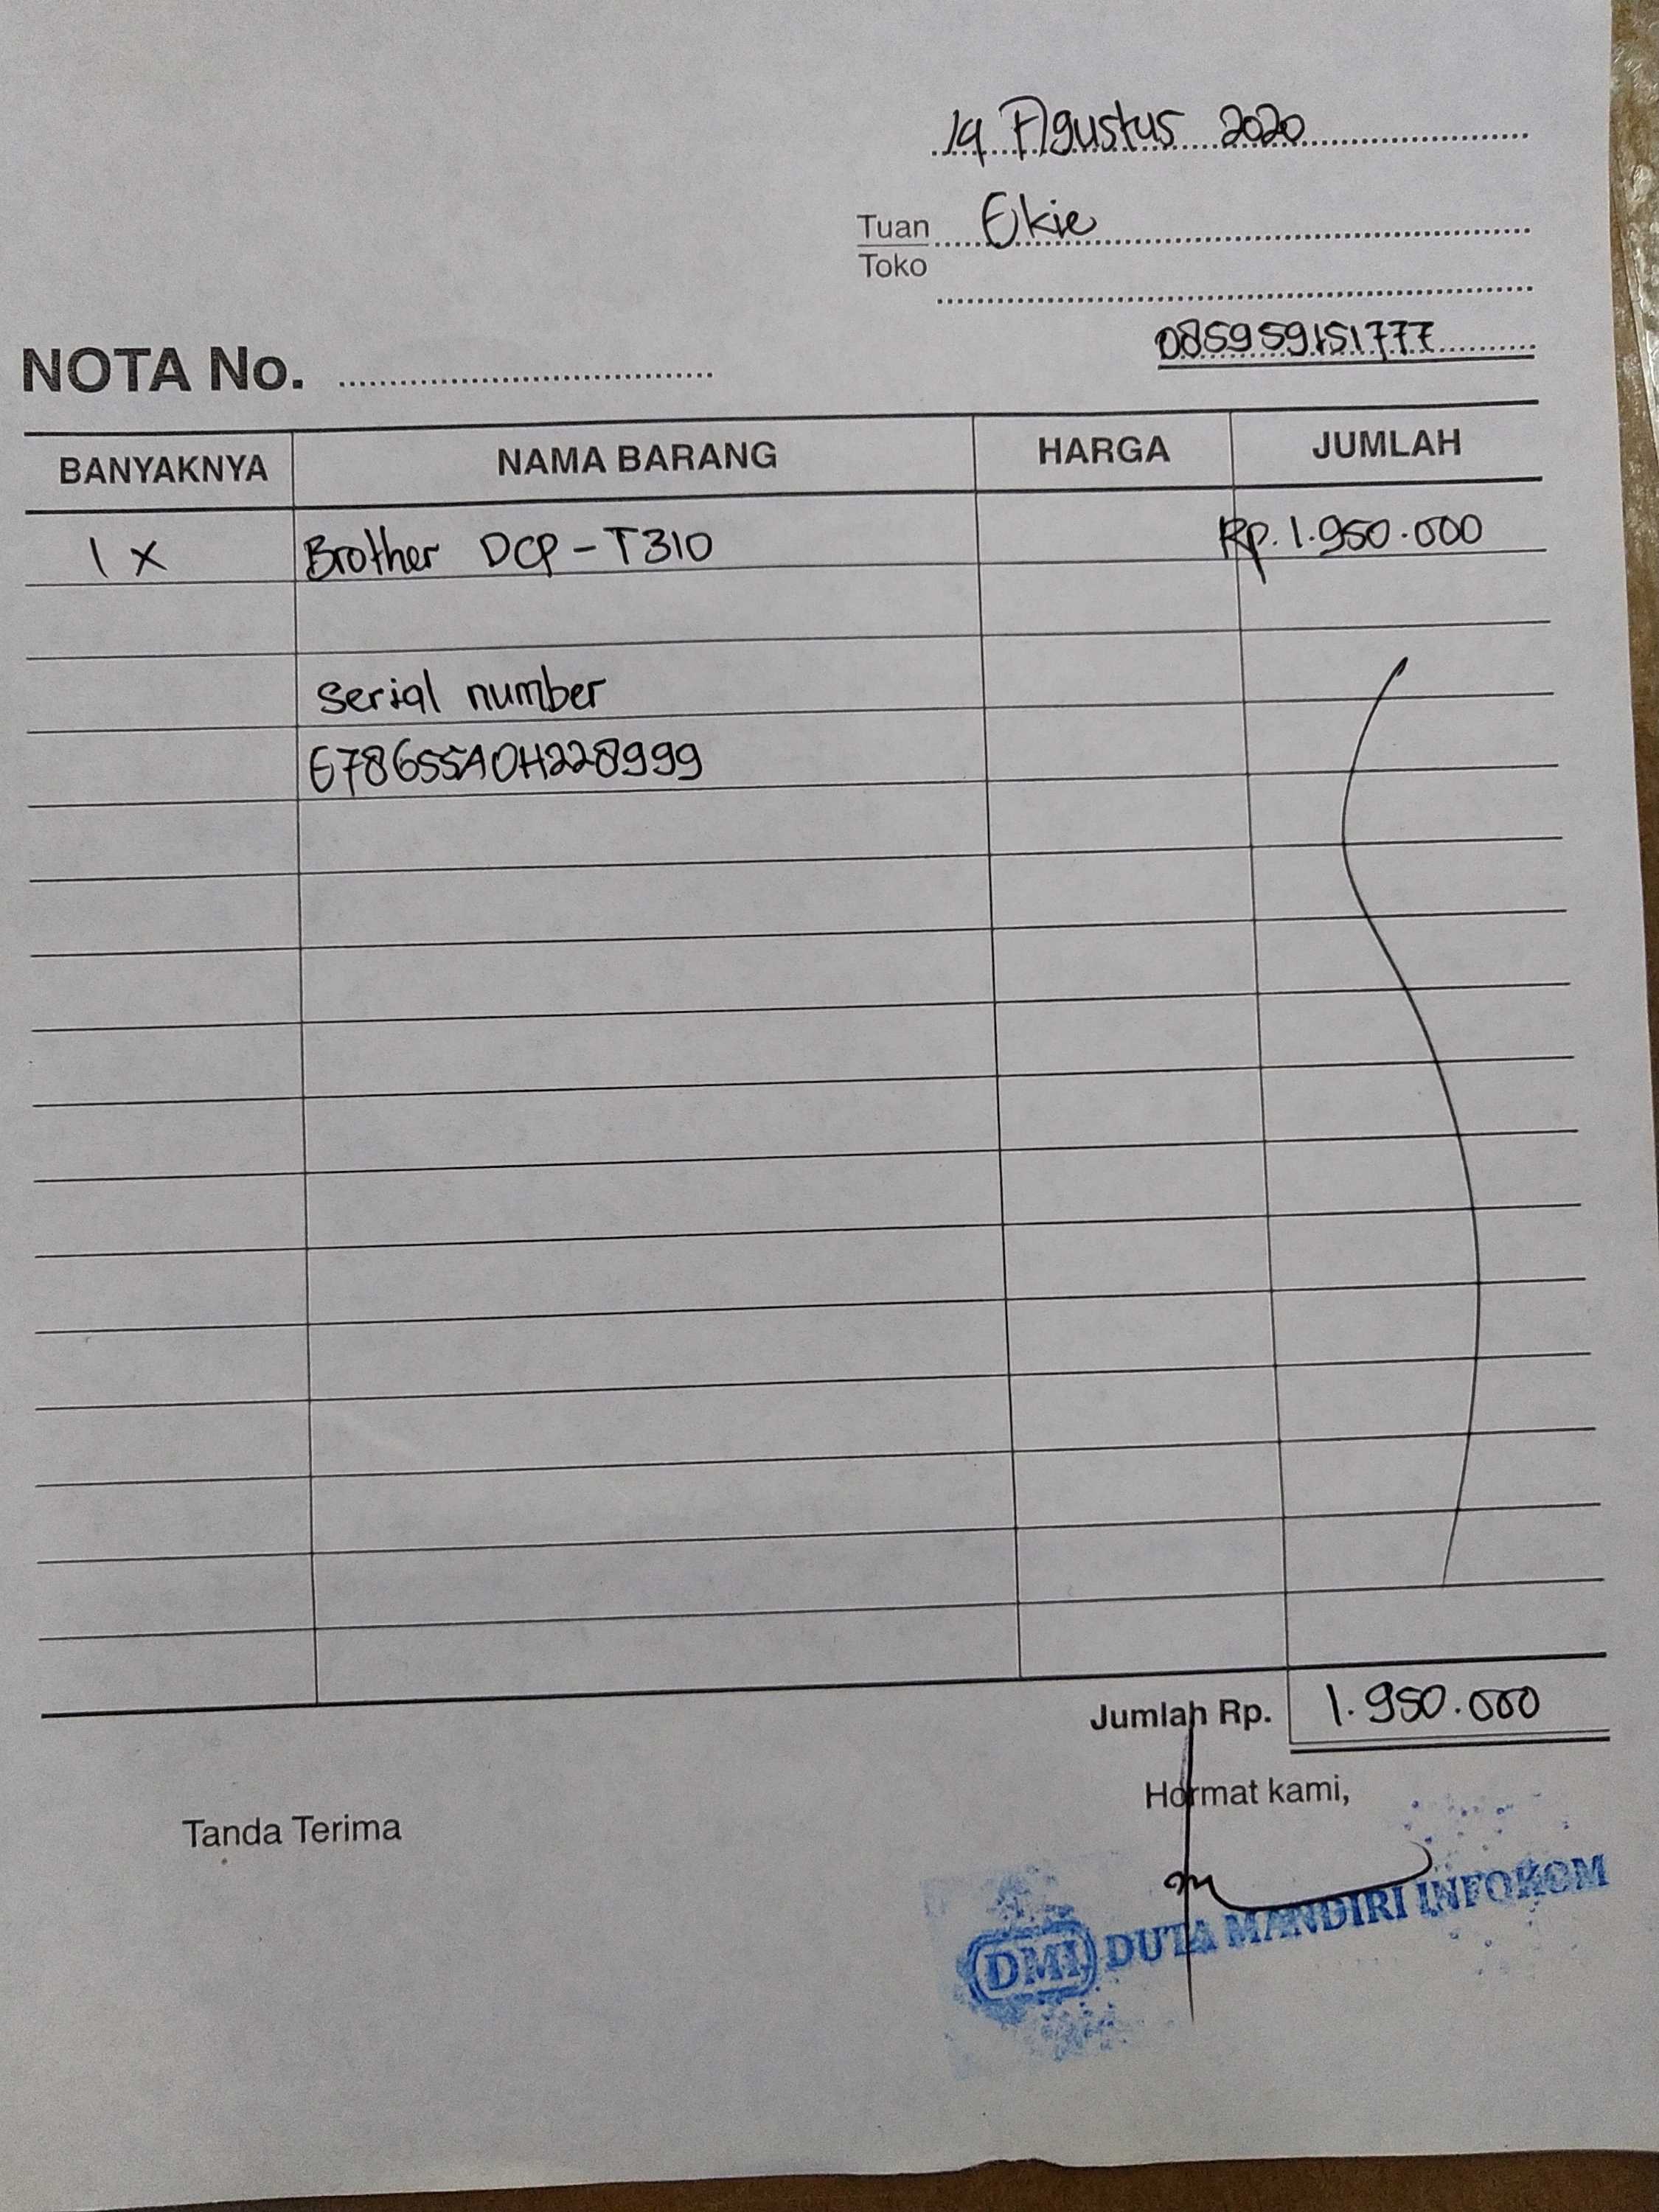 14 Agustus 2020
Tuan Ekie
Toko
085959151777
NOTA No.
BANYAKNYA NAMA BARANG HARGA JUMLAH
1 x Brother DCP-T310 Rp. 1.950.000
serial number
E78655A0H228999
Jumlah Rp. 1.950.000
Hormat kami,
Tanda Terima
DMI DUTA MANDIRI INFOKOM